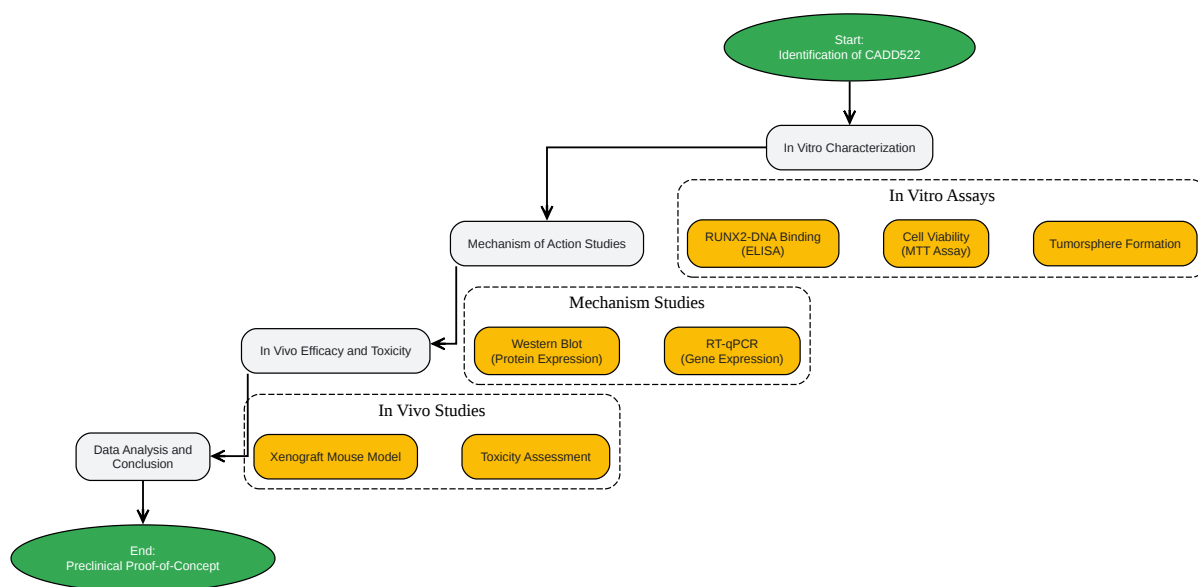 Start:
Identification of CADD522
In Vitro Characterization
In Vitro Assays
RUNX2-DNA Binding
(ELISA)
Cell Viability
(MTT Assay)
Tumorsphere Formation
Mechanism of Action Studies
Mechanism Studies
Western Blot
(Protein Expression)
RT-qPCR
(Gene Expression)
In Vivo Efficacy and Toxicity
In Vivo Studies
Xenograft Mouse Model
Toxicity Assessment
Data Analysis and
Conclusion
End:
Preclinical Proof-of-Concept